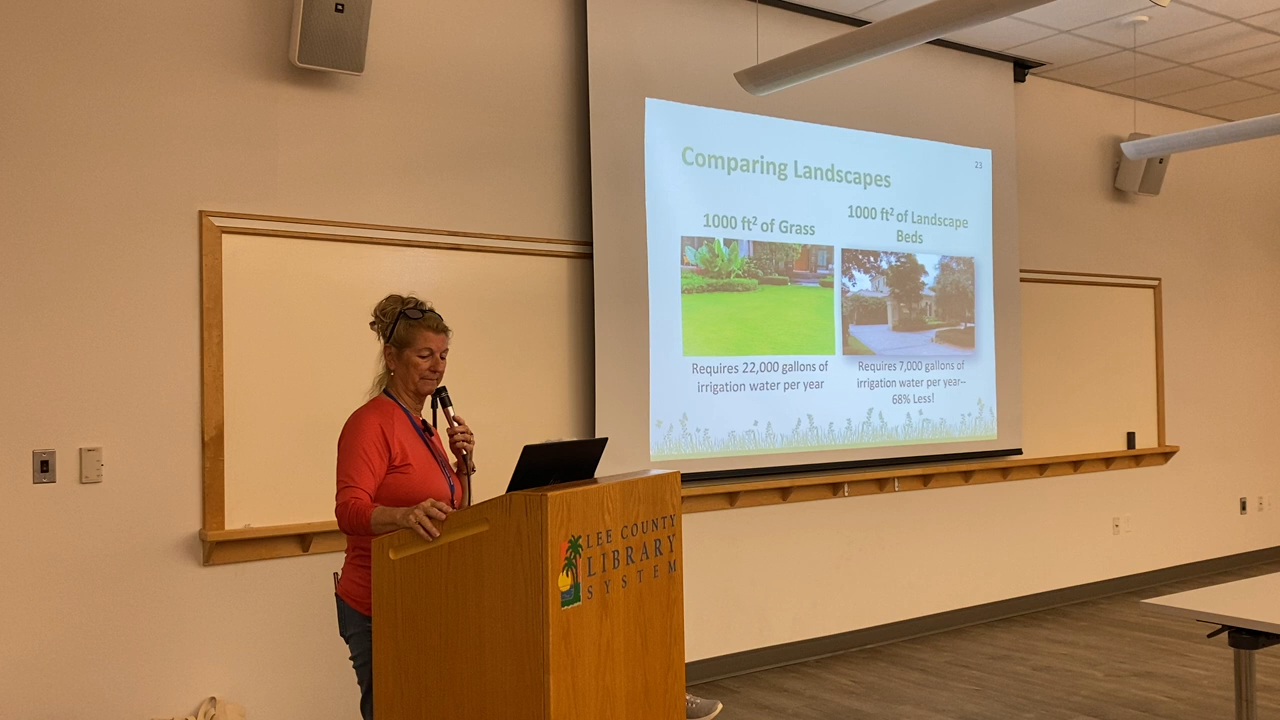 Comparing Landscapes
23
1000 ft² of Grass
1000 ft² of Landscape
Beds
Requires 22,000 gallons of
irrigation water per year
Requires 7,000 gallons of
irrigation water per year--
68% Less!
LEE COUNTY
LIBRARY
SYSTEM